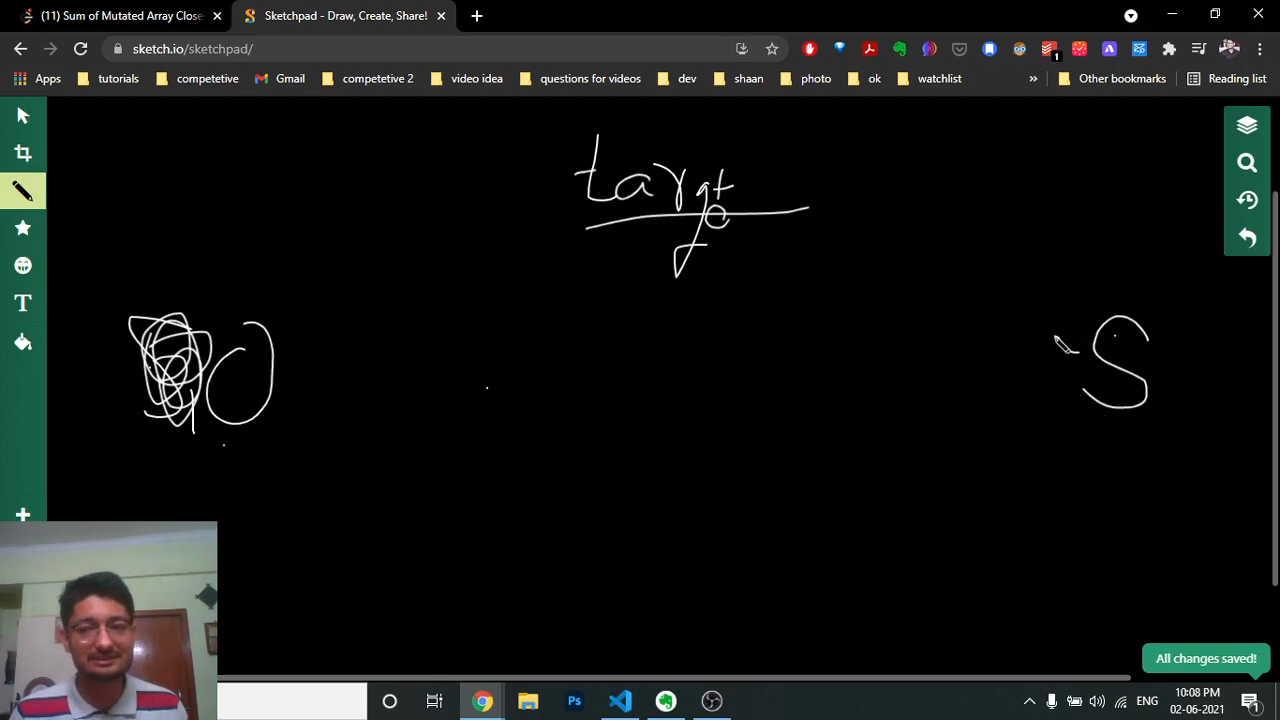 (11) Sum of Mutated Array Close
Sketchpad - Draw, Create, Share!
sketch.io/sketchpad/
1
Apps tutorials competetive Gmail competetive 2 video idea questions for videos dev shaan photo ok watchlist » Other bookmarks Reading list
targt
0 S
T
All changes saved!
ENG 10:08 PM
02-06-2021 1